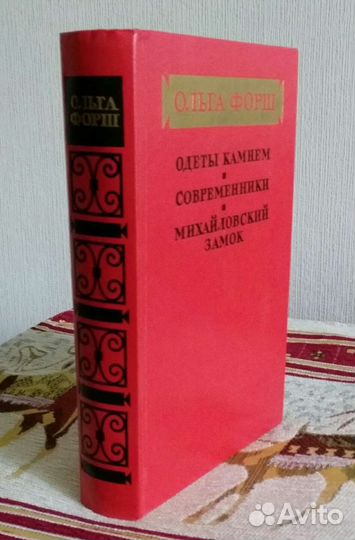 ОЛЬГА
ФОРШ
ОЛЬГА ФОРШ
ОДЕТЫ КАМНЕМ
СОВРЕМЕННИКИ
МИХАЙЛОВСКИЙ
ЗАМОК
Avito